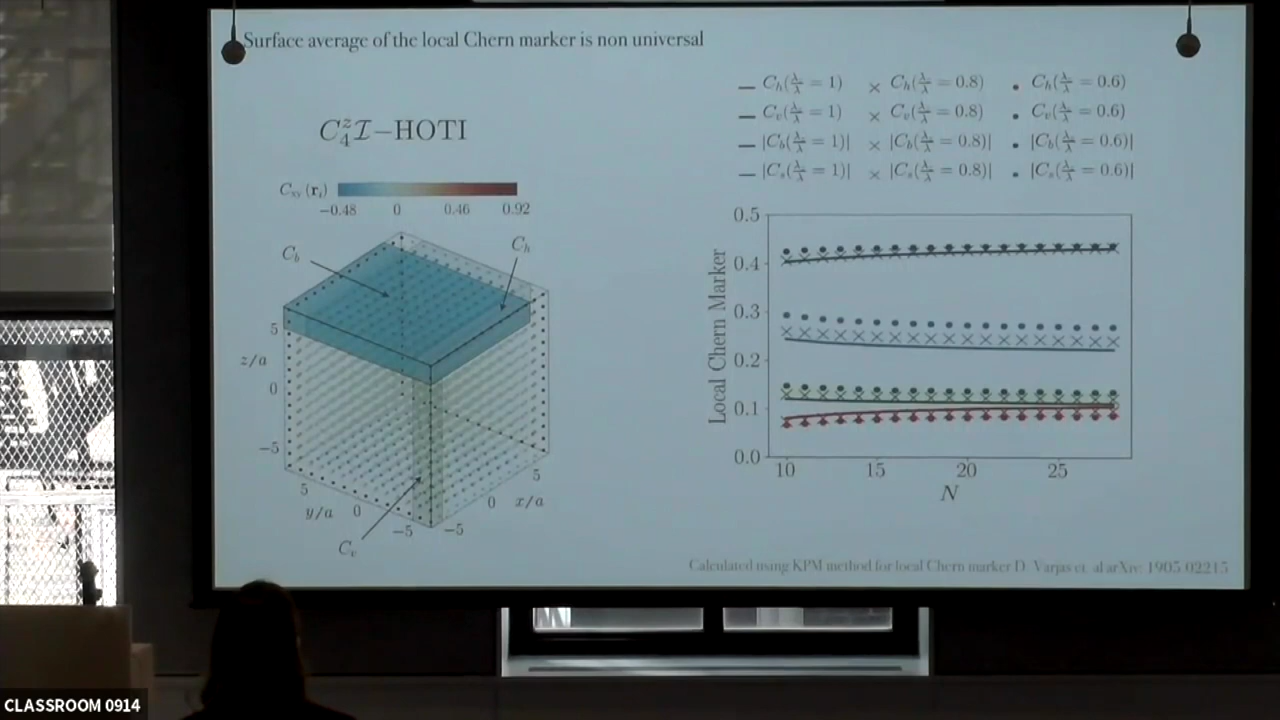 Surface average of the local Chern marker is non universal
C₄ᶻ𝓘−HOTI
C_xy (r_i)
−0.48 0 0.46 0.92
C_b
C_h
5
z/a
0
−5
5
y/a
0
−5
−5
0
x/a
5
C_v
— C_h(λ/λ = 1) × C_h(λ/λ = 0.8) • C_h(λ/λ = 0.6)
— C_v(λ/λ = 1) × C_v(λ/λ = 0.8) • C_v(λ/λ = 0.6)
— |C_b(λ/λ = 1)| × |C_b(λ/λ = 0.8)| • |C_b(λ/λ = 0.6)|
— |C_s(λ/λ = 1)| × |C_s(λ/λ = 0.8)| • |C_s(λ/λ = 0.6)|
Local Chern Marker
0.5
0.4
0.3
0.2
0.1
0.0
10 15 20 25
N
Calculated using KPM method for local Chern marker D. Varjas et. al arXiv: 1905.02215
CLASSROOM 0914